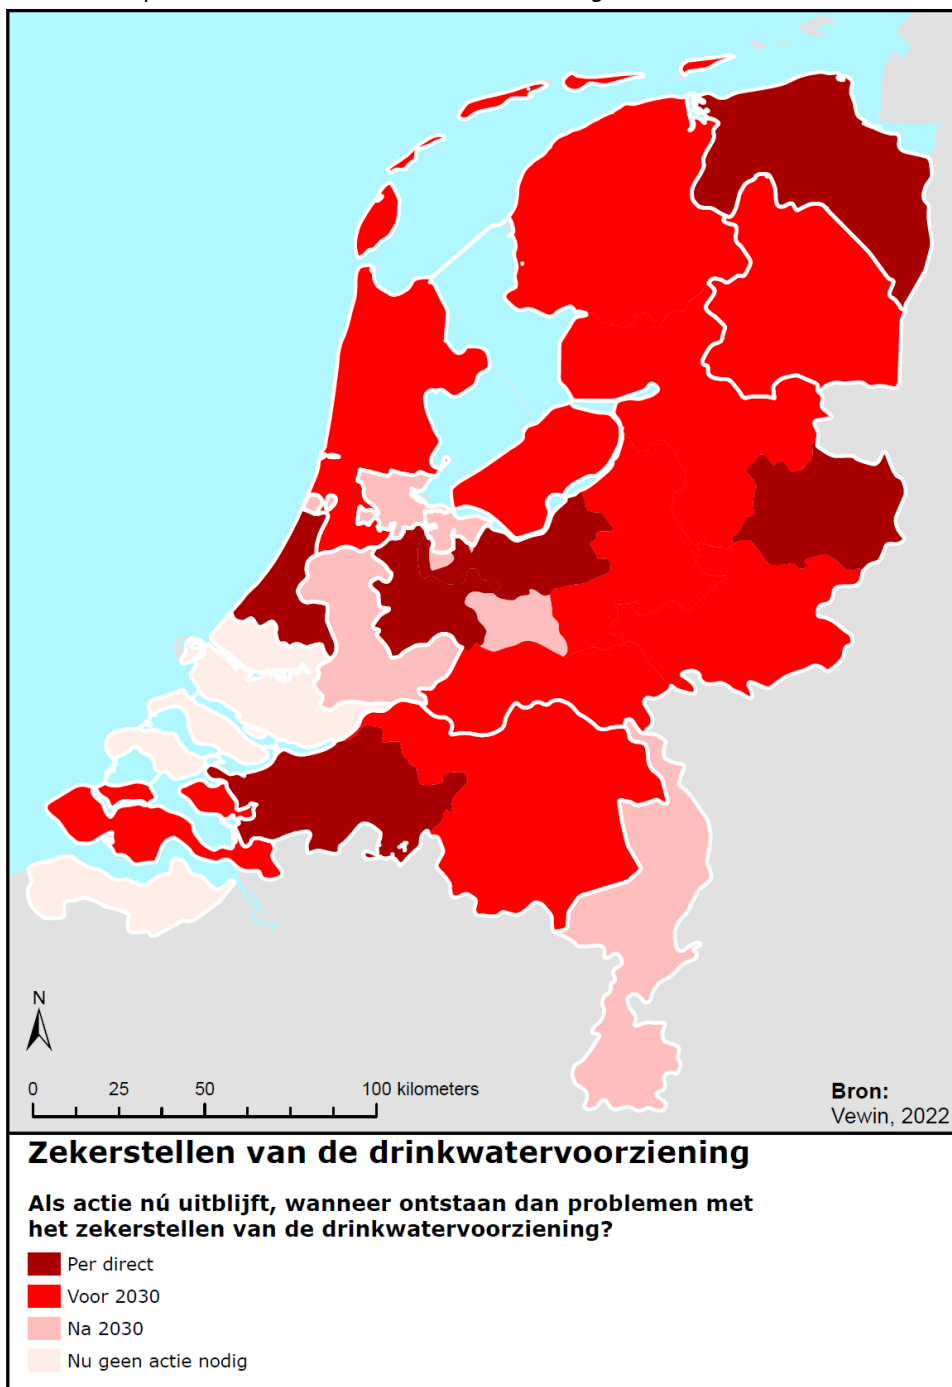 N
0 25 50 100 kilometers
Bron:
Vewin, 2022
Zekerstellen van de drinkwatervoorziening
Als actie nú uitblijft, wanneer ontstaan dan problemen met
het zekerstellen van de drinkwatervoorziening?
Per direct
Voor 2030
Na 2030
Nu geen actie nodig